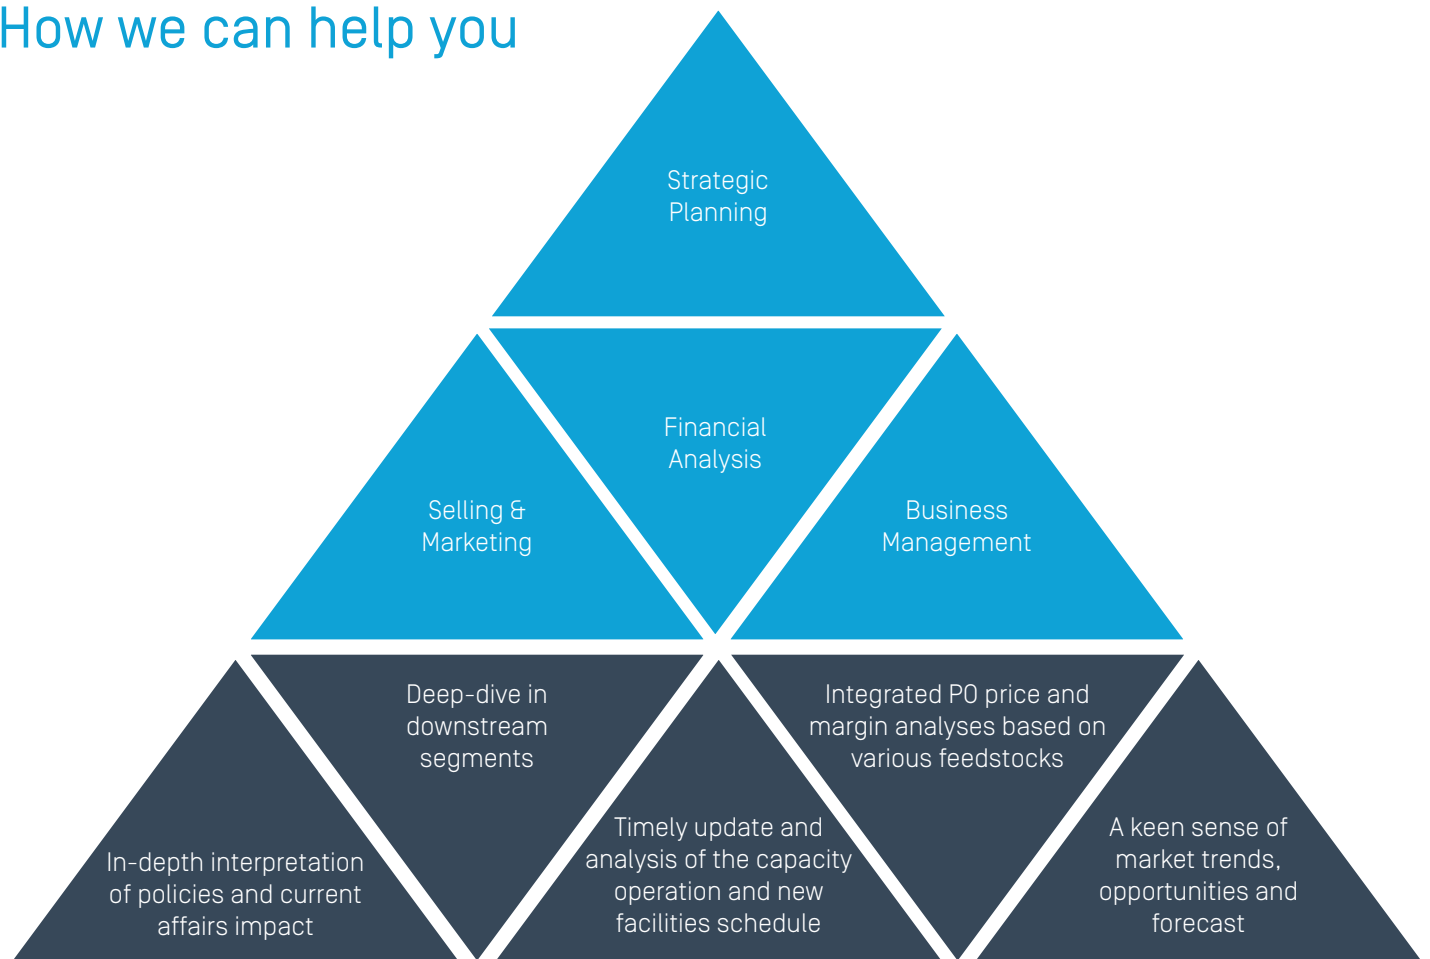 How we can help you
Strategic
Planning
Financial
Analysis
Selling &
Marketing
Business
Management
Deep-dive in
downstream
segments
Integrated PO price and
margin analyses based on
various feedstocks
In-depth interpretation
of policies and current
affairs impact
Timely update and
analysis of the capacity
operation and new
facilities schedule
A keen sense of
market trends,
opportunities and
forecast